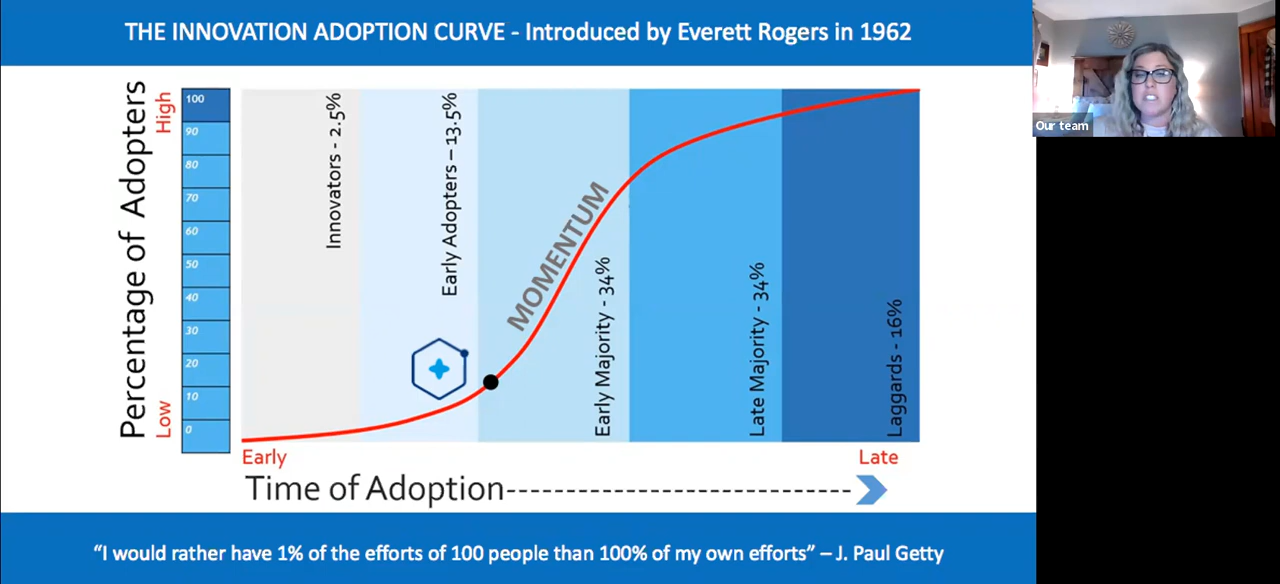 THE INNOVATION ADOPTION CURVE - Introduced by Everett Rogers in 1962
Our team
Percentage of Adopters
High
Low
100
90
80
70
60
50
40
30
20
10
0
Innovators - 2.5%
Early Adopters – 13.5%
MOMENTUM
Early Majority - 34%
Late Majority - 34%
Laggards - 16%
Early
Late
Time of Adoption
“I would rather have 1% of the efforts of 100 people than 100% of my own efforts” – J. Paul Getty